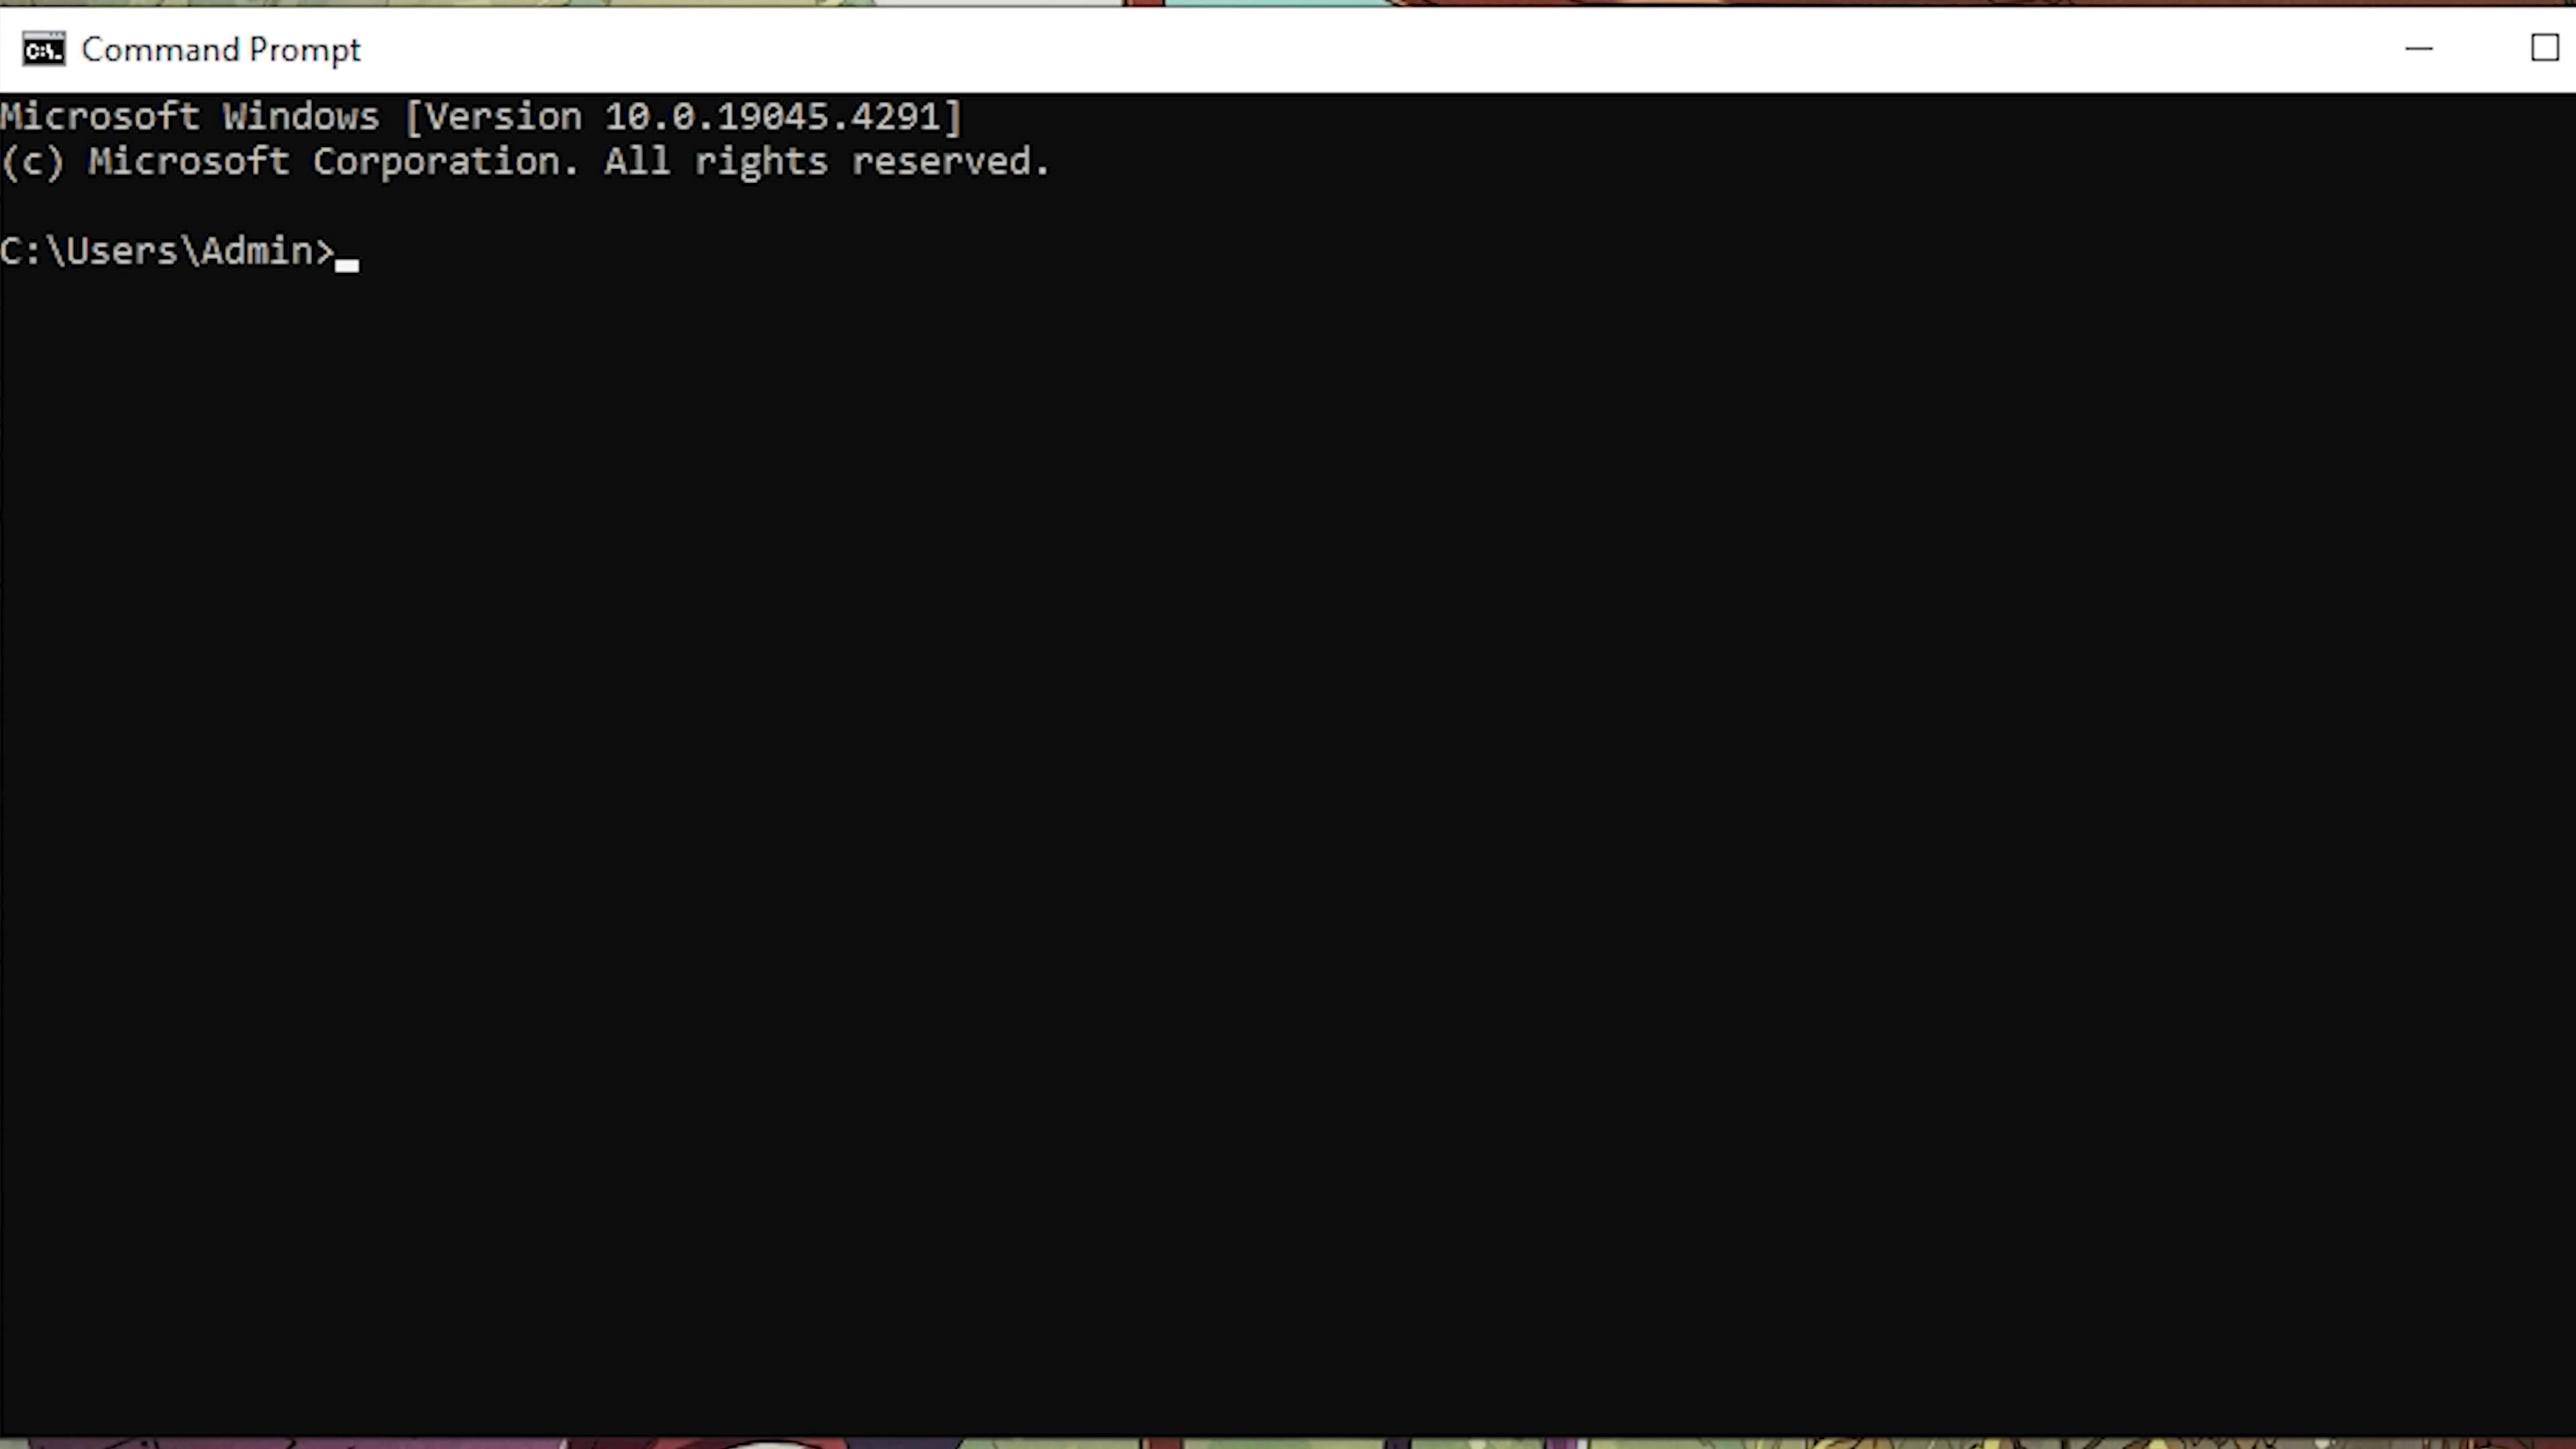 Command Prompt
Microsoft Windows [Version 10.0.19045.4291]
(c) Microsoft Corporation. All rights reserved.
C:\Users\Admin>